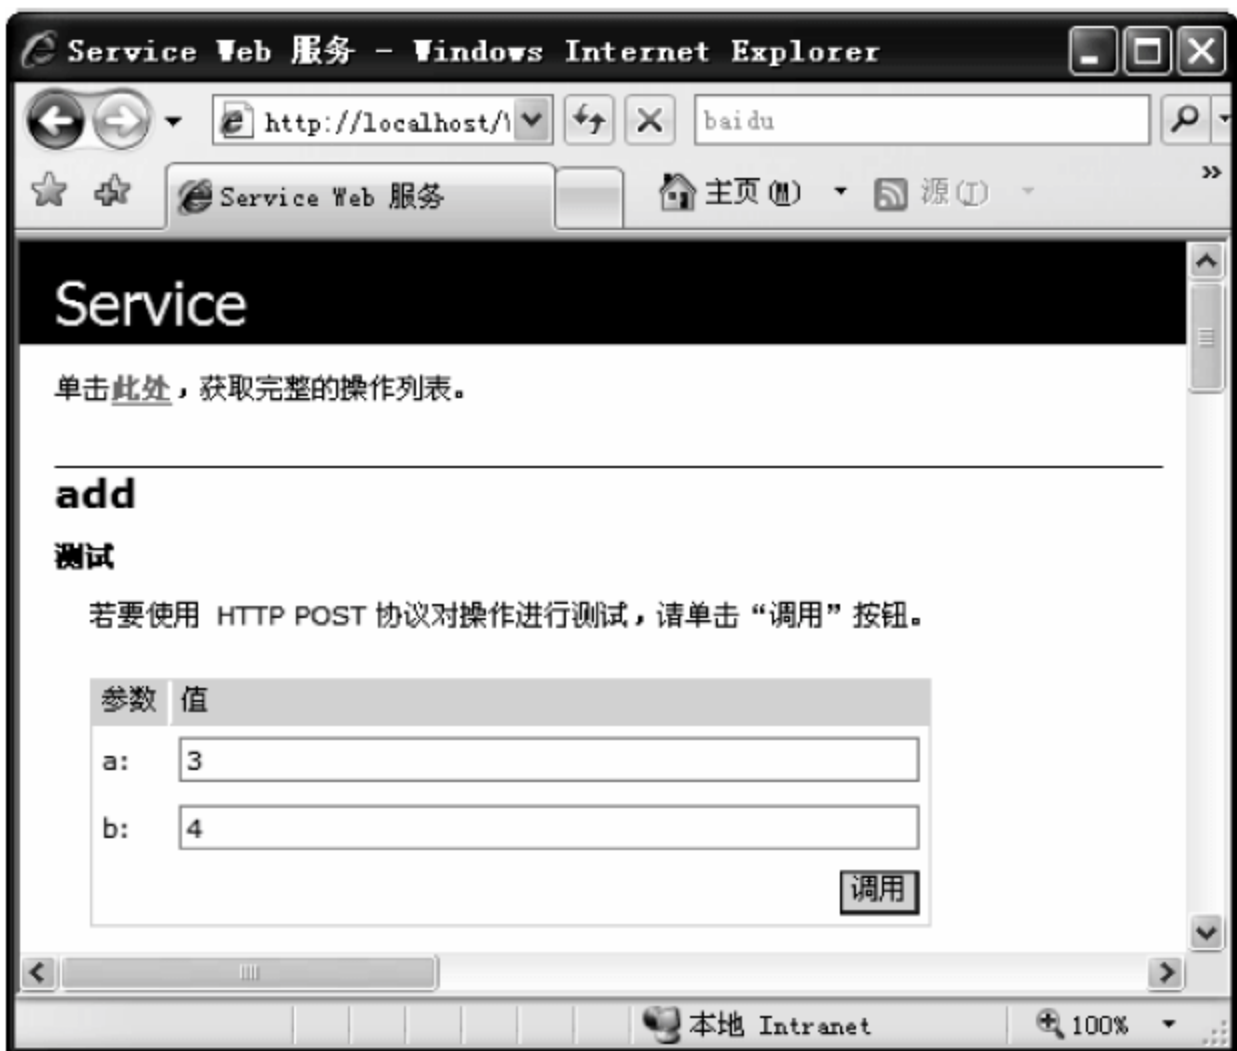 Service Web 服务 - Windows Internet Explorer
http://localhost/
baidu
Service Web 服务
主页(M)
源(J)
Service
单击此处，获取完整的操作列表。
add
测试
若要使用 HTTP POST 协议对操作进行测试，请单击“调用”按钮。
参数 值
a: 3
b: 4
调用
本地 Intranet
100%